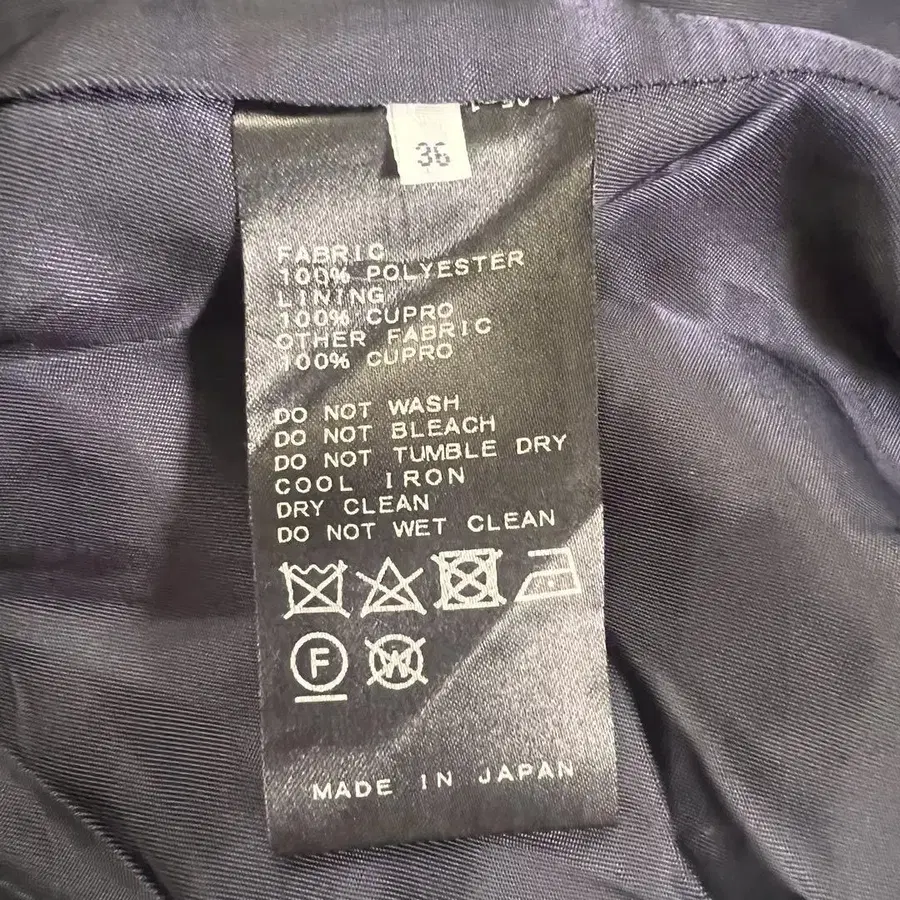 36
FABRIC
100% POLYESTER
LINING
100% CUPRO
OTHER FABRIC
100% CUPRO
DO NOT WASH
DO NOT BLEACH
DO NOT TUMBLE DRY
COOL IRON
DRY CLEAN
DO NOT WET CLEAN
F W
MADE IN JAPAN